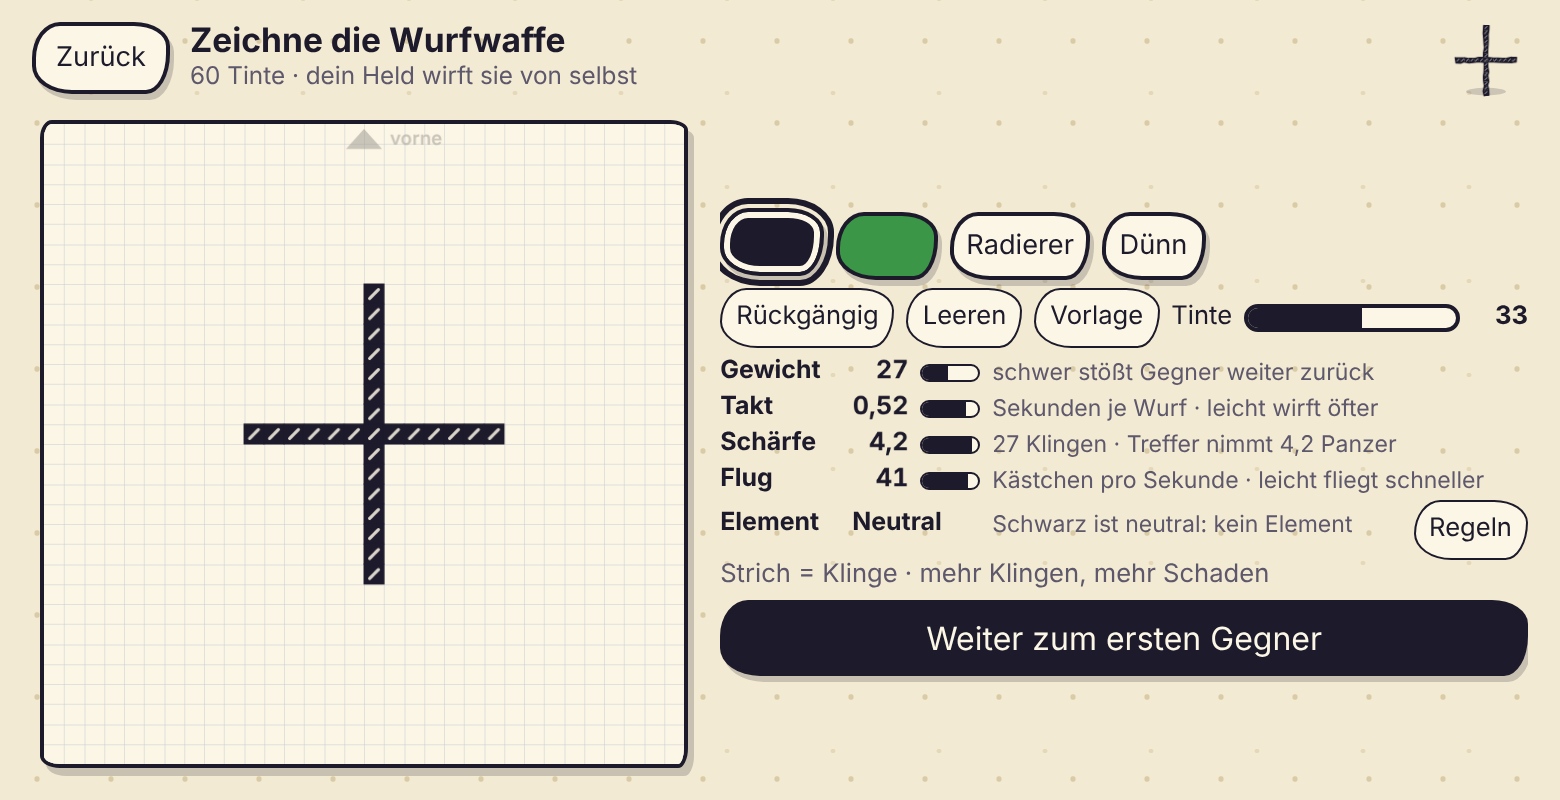 Zurück
Zeichne die Wurfwaffe
60 Tinte · dein Held wirft sie von selbst
vorne
Radierer
Dünn
Rückgängig
Leeren
Vorlage
Tinte
33
Gewicht 27 schwer stößt Gegner weiter zurück
Takt 0,52 Sekunden je Wurf · leicht wirft öfter
Schärfe 4,2 27 Klingen · Treffer nimmt 4,2 Panzer
Flug 41 Kästchen pro Sekunde · leicht fliegt schneller
Element Neutral Schwarz ist neutral: kein Element
Regeln
Strich = Klinge · mehr Klingen, mehr Schaden
Weiter zum ersten Gegner